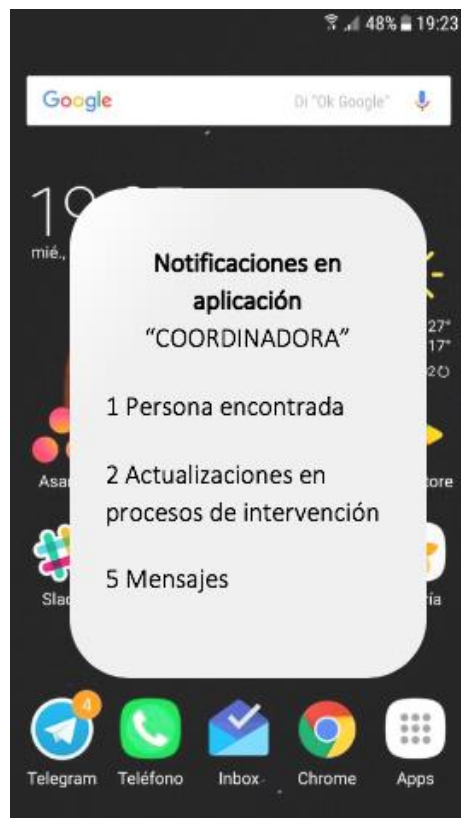 48% 19:23
Google Di "Ok Google"
mié.,
27°
17°
Notificaciones en
aplicación
“COORDINADORA”
1 Persona encontrada
2 Actualizaciones en
procesos de intervención
5 Mensajes
4
Telegram Teléfono Inbox Chrome Apps